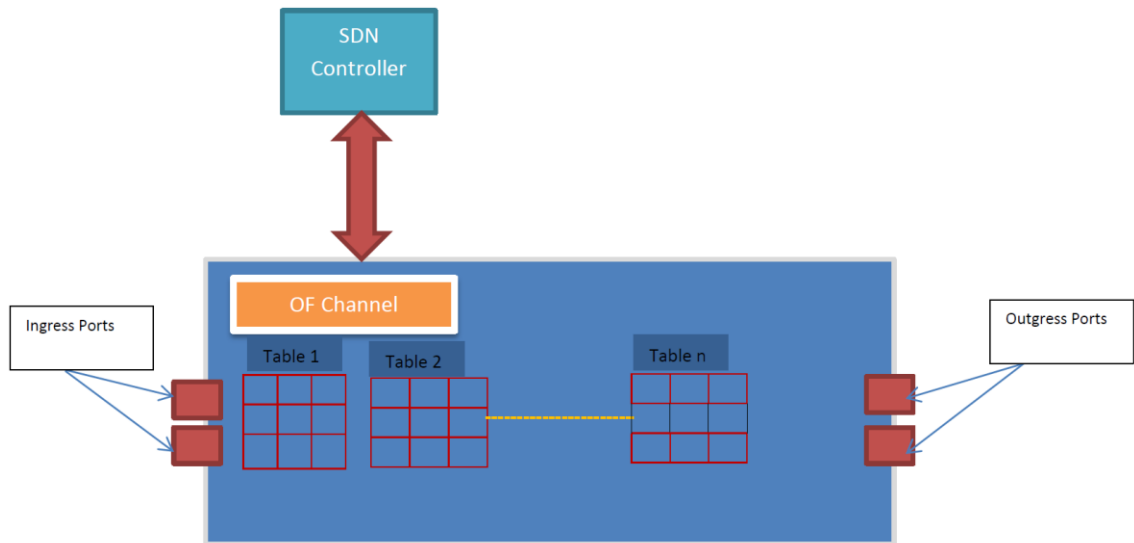 SDN
Controller
OF Channel
Ingress Ports
Outgress Ports
Table 1
Table 2
Table n